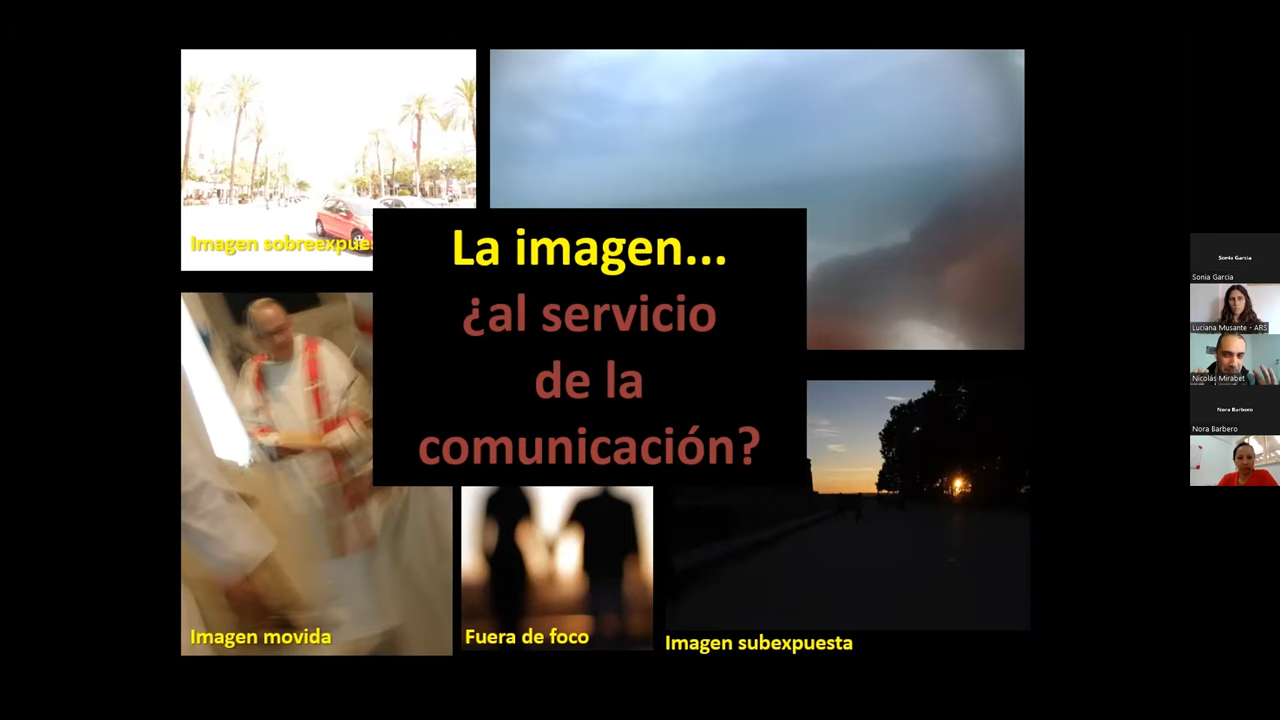 Imagen sobreexpues
La imagen...
¿al servicio
de la
comunicación?
Imagen movida
Fuera de foco
Imagen subexpuesta
Sonia Garcia
Sonia Garcia
Luciana Musante - ARS
Nicolás Mirabet
Nora Barbero
Nora Barbero